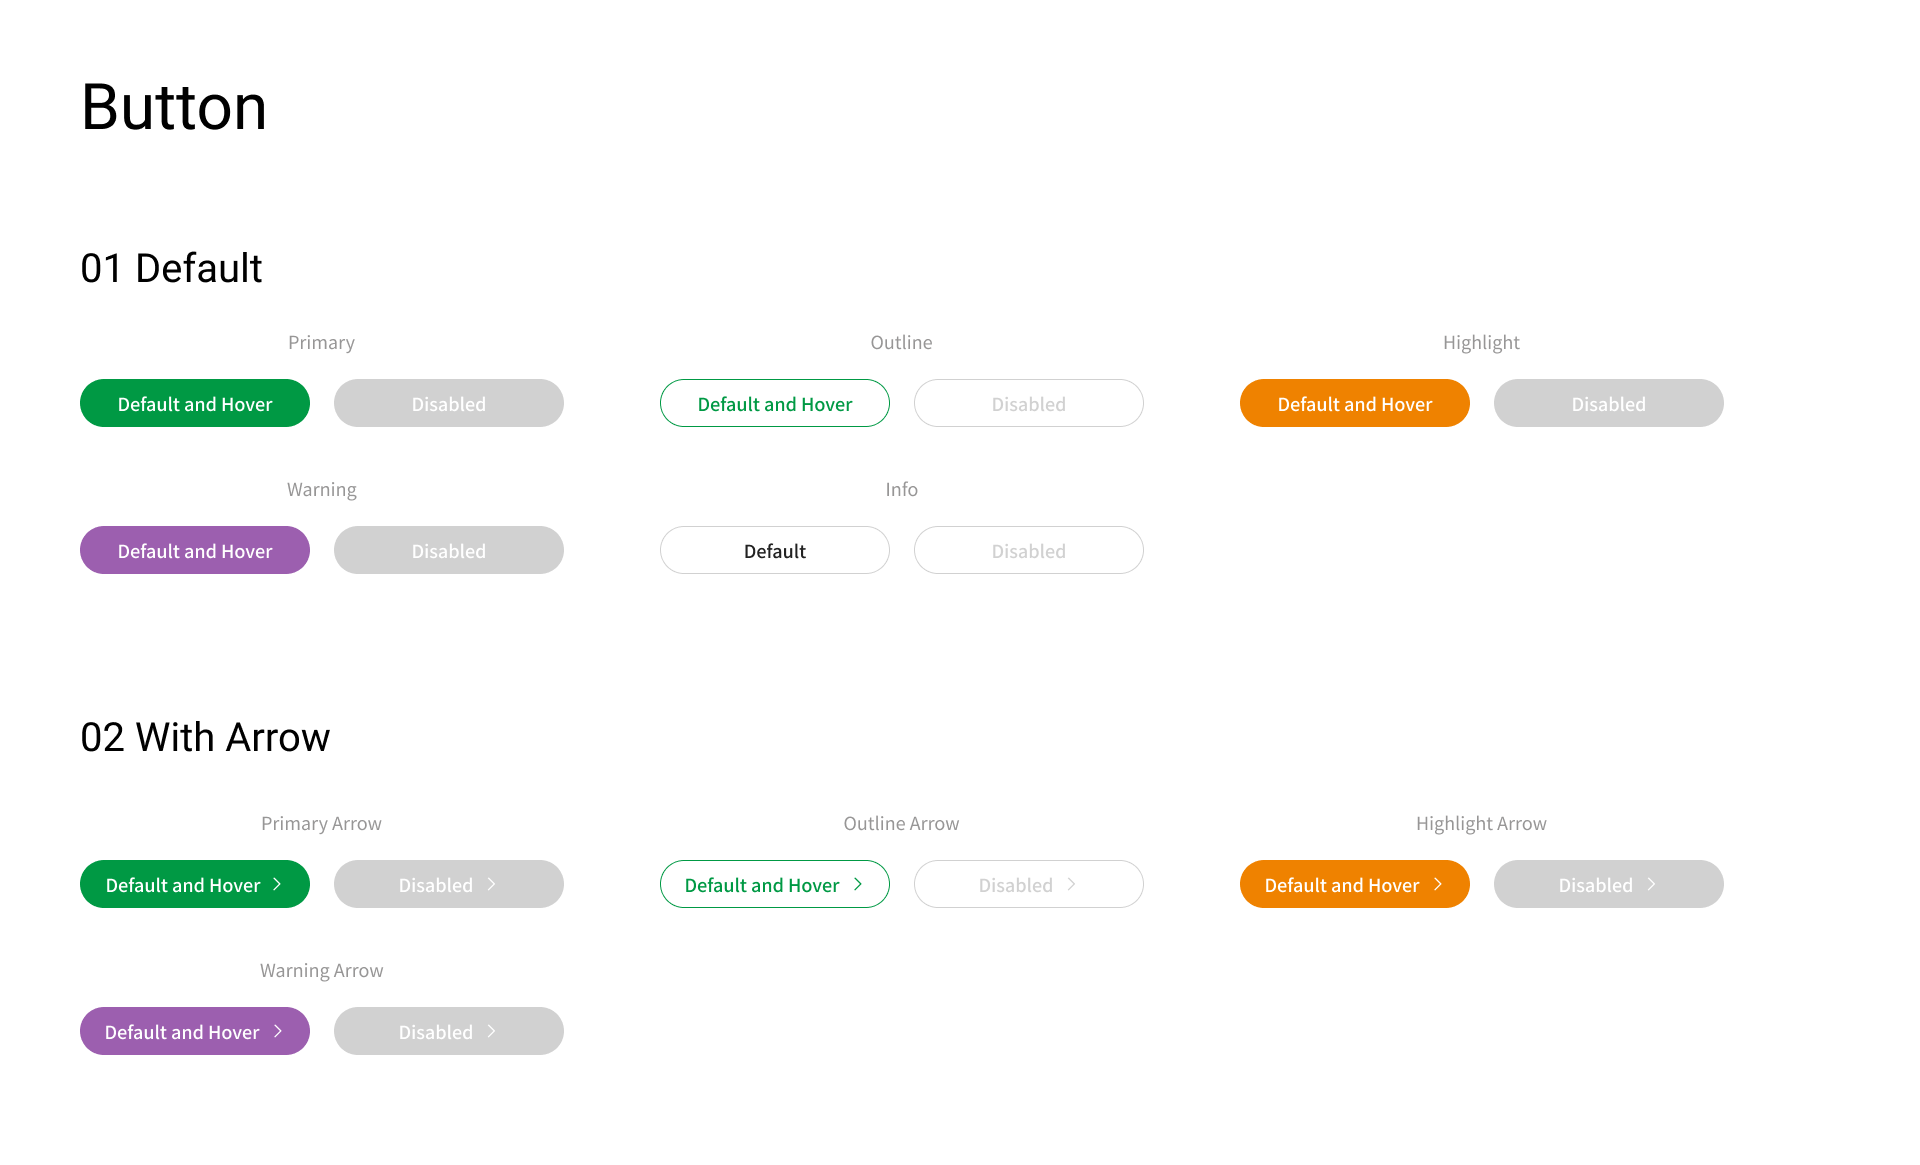 Button
01 Default
Primary
Outline
Highlight
Default and Hover
Disabled
Default and Hover
Disabled
Default and Hover
Disabled
Warning
Info
Default and Hover
Disabled
Default
Disabled
02 With Arrow
Primary Arrow
Outline Arrow
Highlight Arrow
Default and Hover
Disabled
Default and Hover
Disabled
Default and Hover
Disabled
Warning Arrow
Default and Hover
Disabled